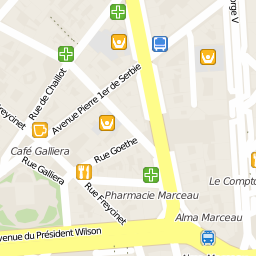 orge V
Rue de Chaillot
Avenue Pierre 1er de Serbie
Freycinet
Café Galliera
Rue Goethe
Rue Galliera
Rue Freycinet
Pharmacie Marceau
Le Compto
Alma Marceau
venue du Président Wilson